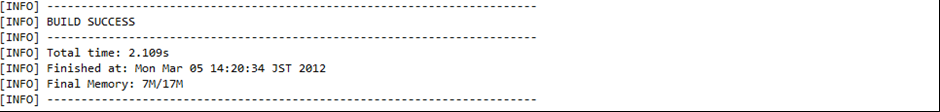 [INFO] ------------------------------------------------------------------------
[INFO] BUILD SUCCESS
[INFO] ------------------------------------------------------------------------
[INFO] Total time: 2.109s
[INFO] Finished at: Mon Mar 05 14:20:34 JST 2012
[INFO] Final Memory: 7M/17M
[INFO] ------------------------------------------------------------------------